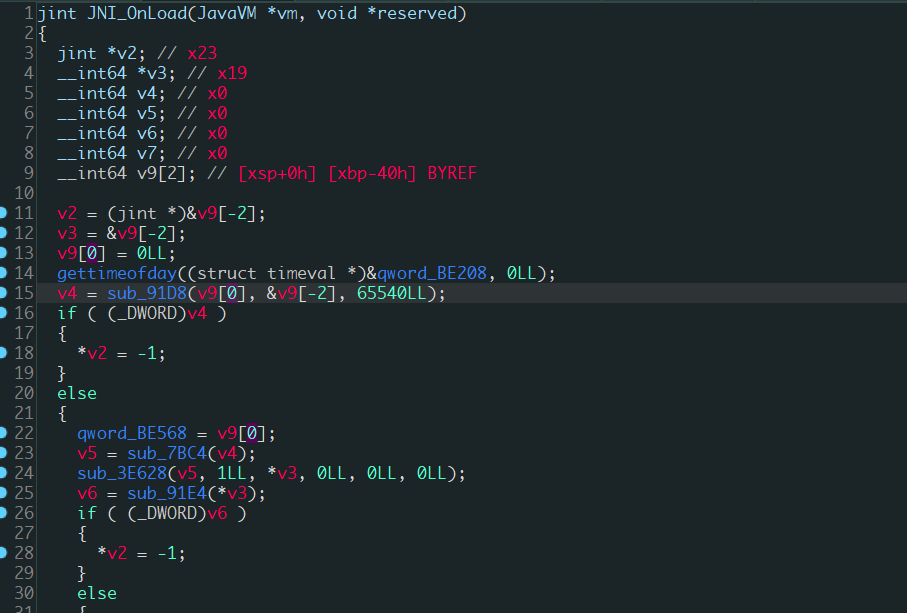 1 jint JNI_OnLoad(JavaVM *vm, void *reserved)
2 {
3 jint *v2; // x23
4 __int64 *v3; // x19
5 __int64 v4; // x0
6 __int64 v5; // x0
7 __int64 v6; // x0
8 __int64 v7; // x0
9 __int64 v9[2]; // [xsp+0h] [xbp-40h] BYREF
10
11 v2 = (jint *)&v9[-2];
12 v3 = &v9[-2];
13 v9[0] = 0LL;
14 gettimeofday((struct timeval *)&qword_BE208, 0LL);
15 v4 = sub_91D8(v9[0], &v9[-2], 65540LL);
16 if ( (_DWORD)v4 )
17 {
18 *v2 = -1;
19 }
20 else
21 {
22 qword_BE568 = v9[0];
23 v5 = sub_7BC4(v4);
24 sub_3E628(v5, 1LL, *v3, 0LL, 0LL, 0LL);
25 v6 = sub_91E4(*v3);
26 if ( (_DWORD)v6 )
27 {
28 *v2 = -1;
29 }
30 else
31 {